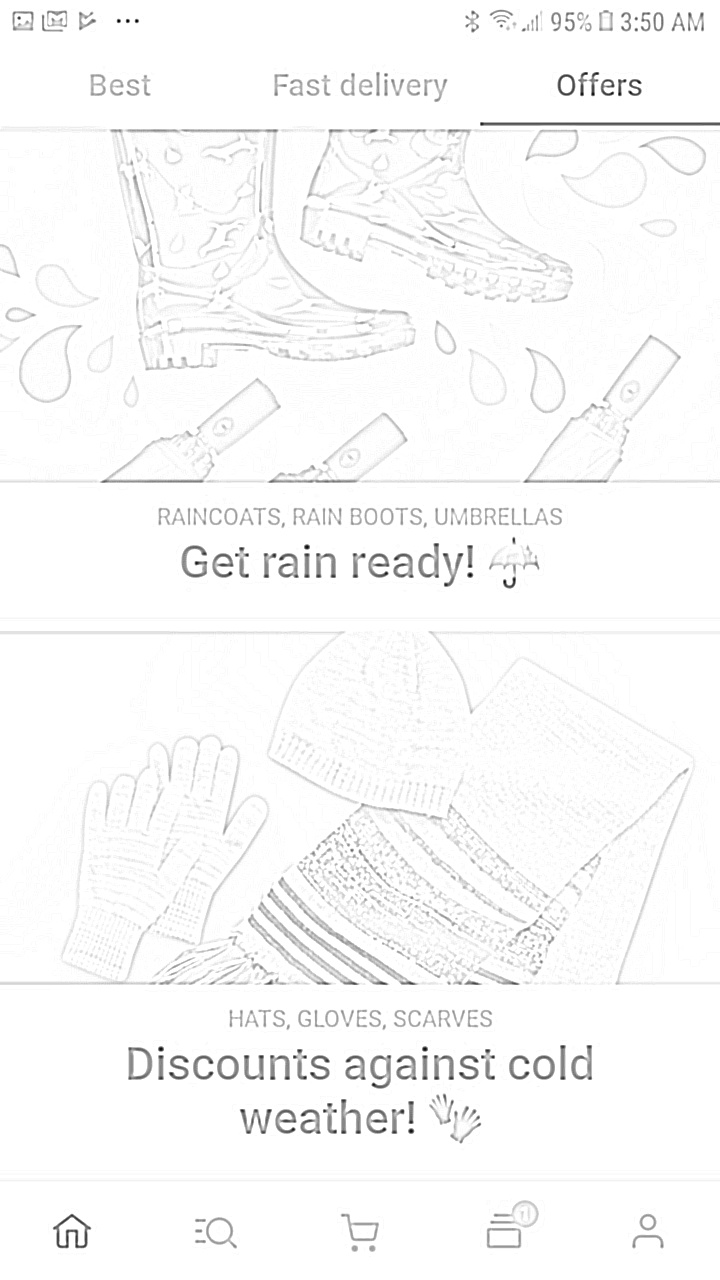 95% 3:50 AM
Best Fast delivery Offers
RAINCOATS, RAIN BOOTS, UMBRELLAS
Get rain ready! ☂
HATS, GLOVES, SCARVES
Discounts against cold
weather! 👐
1